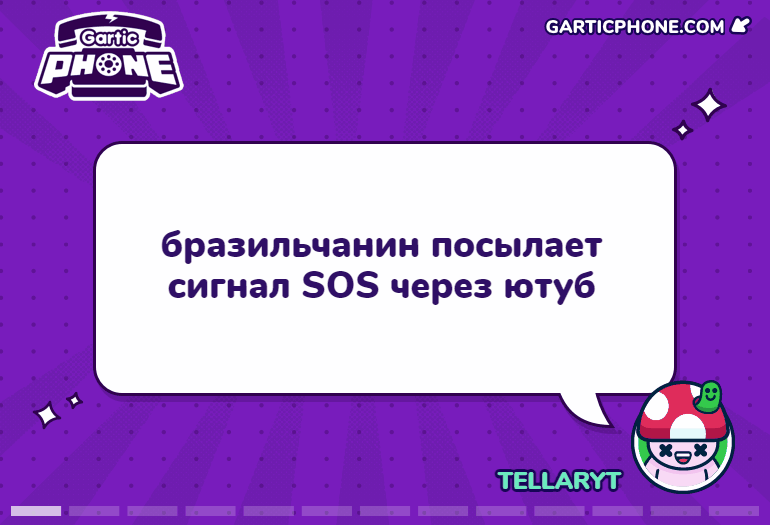 Gartic
PHONE
GARTICPHONE.COM
бразильчанин посылает
сигнал SOS через ютуб
TELLARYT